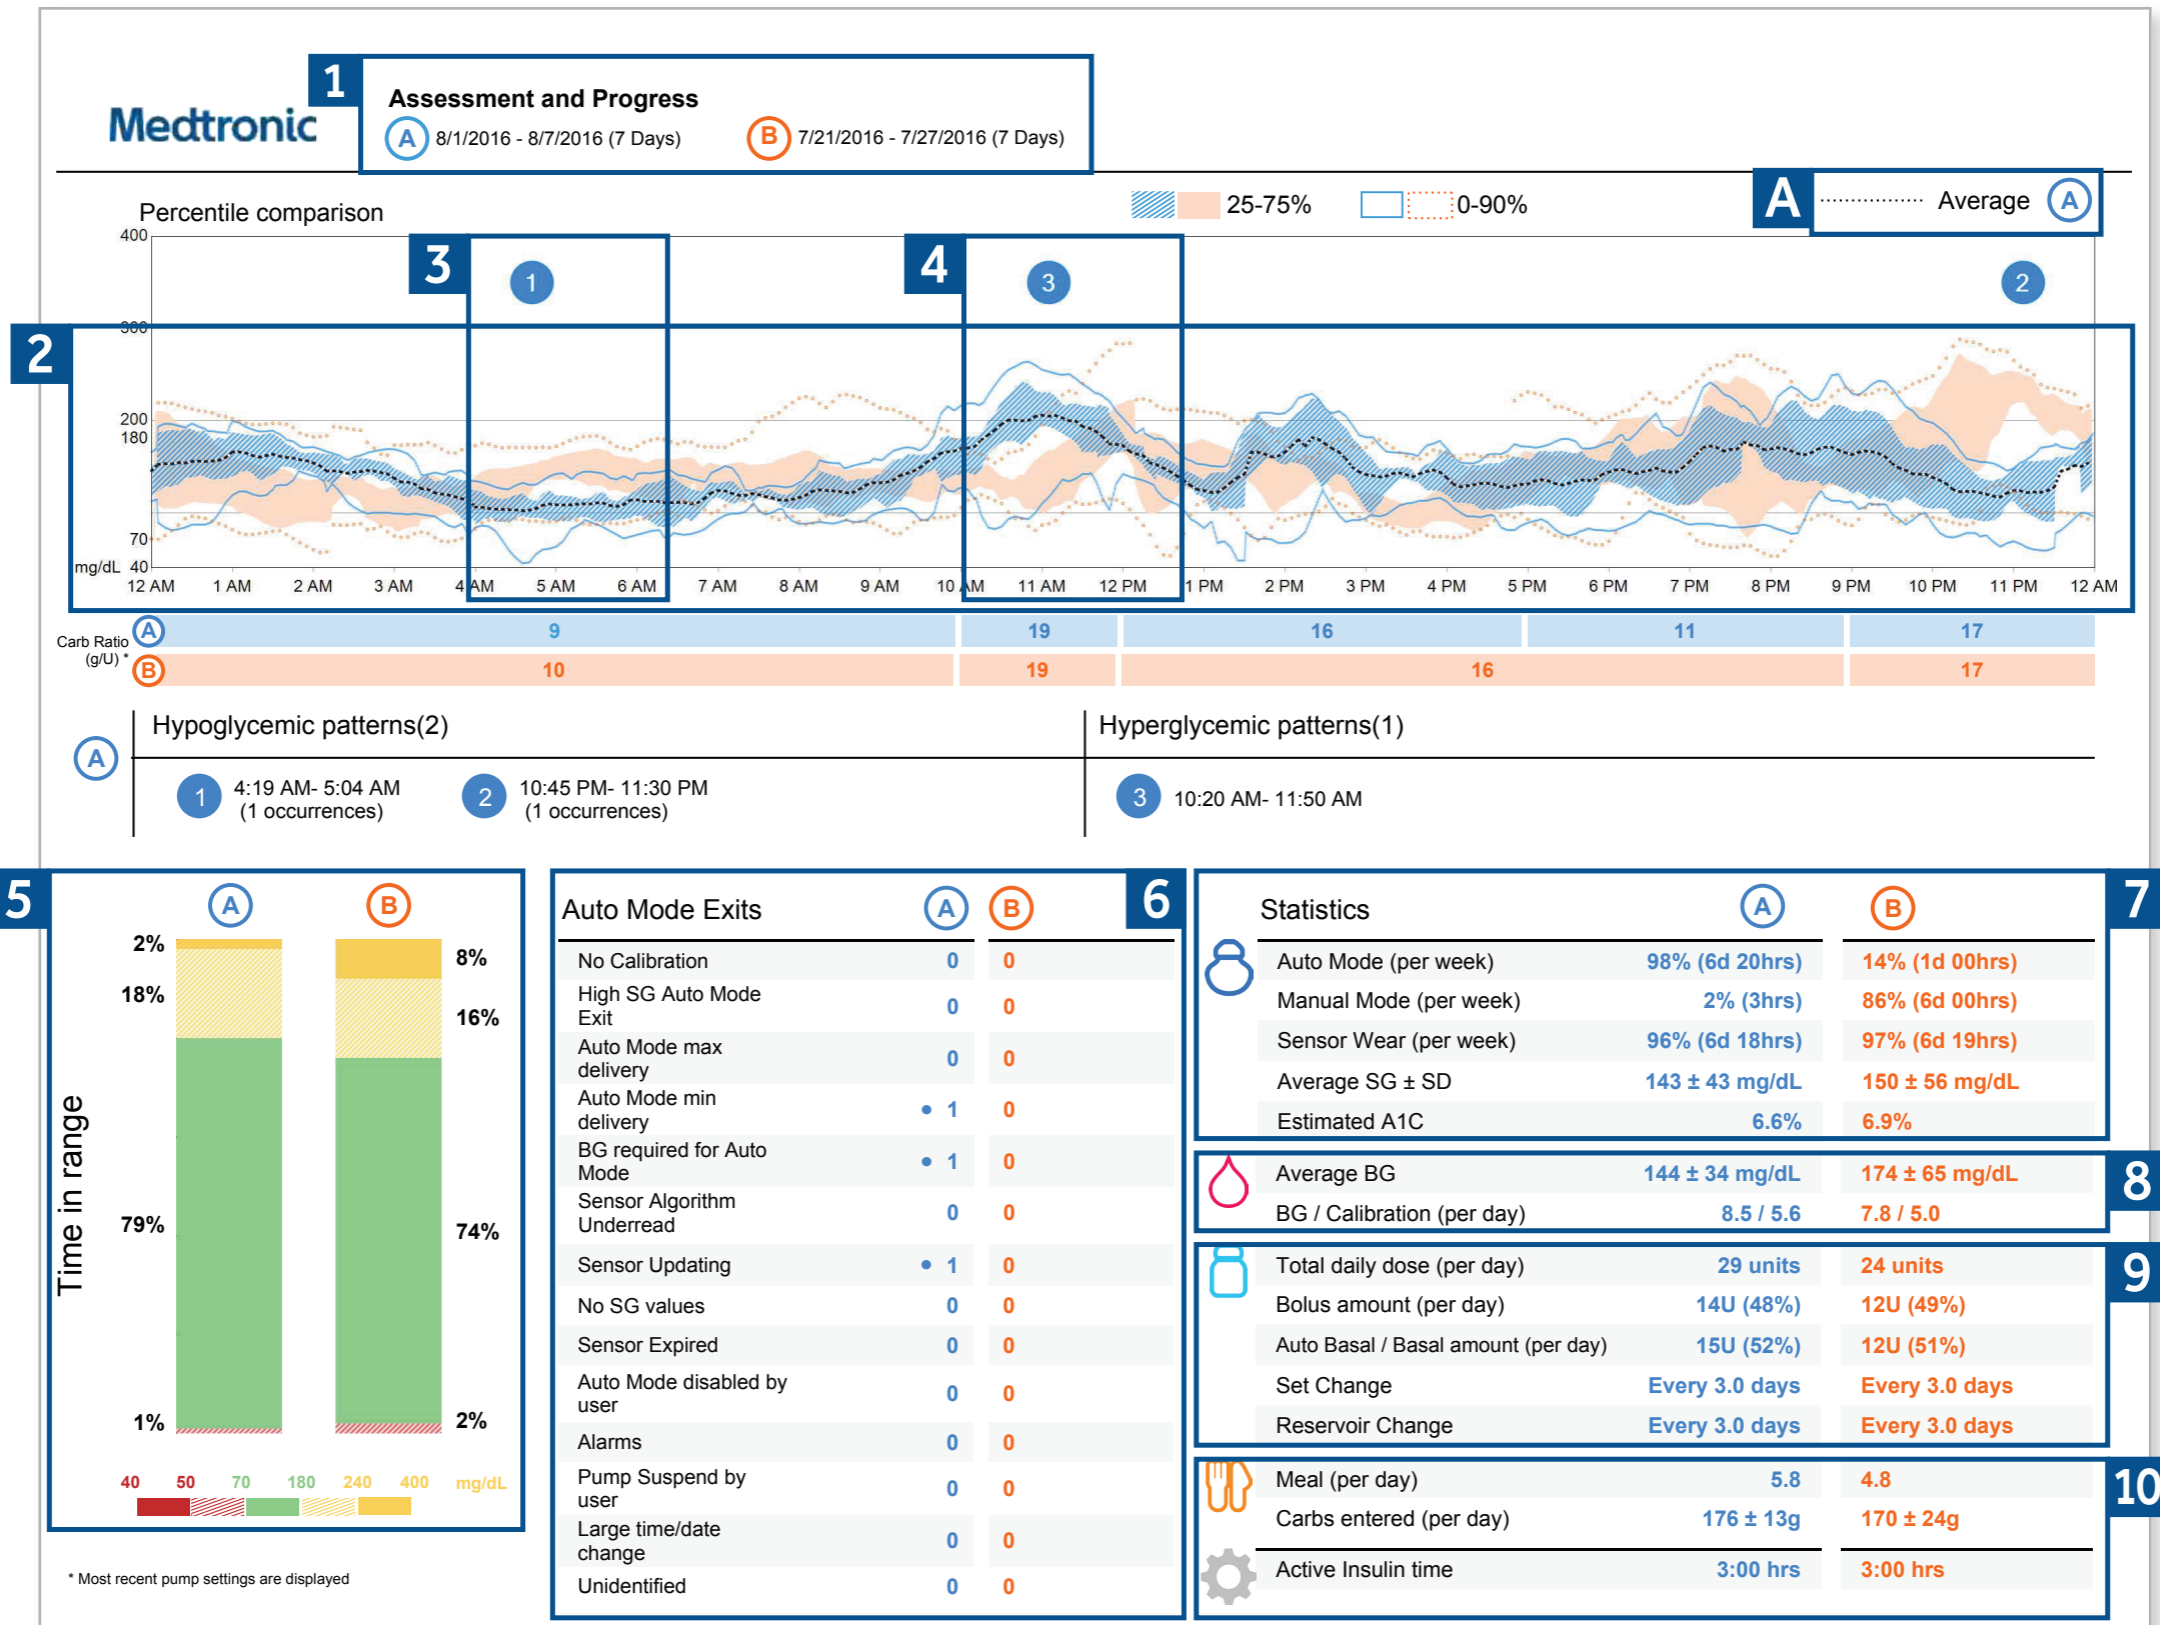 1
Medtronic
Assessment and Progress
A 8/1/2016 - 8/7/2016 (7 Days) B 7/21/2016 - 7/27/2016 (7 Days)
Percentile comparison
25-75% 0-90%
A Average A
400
3 1 4 3 2
300
2
200
180
70
mg/dL 40
12 AM 1 AM 2 AM 3 AM 4 AM 5 AM 6 AM 7 AM 8 AM 9 AM 10 AM 11 AM 12 PM 1 PM 2 PM 3 PM 4 PM 5 PM 6 PM 7 PM 8 PM 9 PM 10 PM 11 PM 12 AM
Carb Ratio
(g/U) *
A 9 19 16 11 17
B 10 19 16 17
A
Hypoglycemic patterns(2)
1 4:19 AM- 5:04 AM
(1 occurrences)
2 10:45 PM- 11:30 PM
(1 occurrences)
Hyperglycemic patterns(1)
3 10:20 AM- 11:50 AM
5
A B
Time in range
2%
18%
79%
1%
8%
16%
74%
2%
40 50 70 180 240 400 mg/dL
* Most recent pump settings are displayed
6
Auto Mode Exits A B
No Calibration 0 0
High SG Auto Mode
Exit 0 0
Auto Mode max
delivery 0 0
Auto Mode min
delivery • 1 0
BG required for Auto
Mode • 1 0
Sensor Algorithm
Underread 0 0
Sensor Updating • 1 0
No SG values 0 0
Sensor Expired 0 0
Auto Mode disabled by
user 0 0
Alarms 0 0
Pump Suspend by
user 0 0
Large time/date
change 0 0
Unidentified 0 0
7
Statistics A B
Auto Mode (per week) 98% (6d 20hrs) 14% (1d 00hrs)
Manual Mode (per week) 2% (3hrs) 86% (6d 00hrs)
Sensor Wear (per week) 96% (6d 18hrs) 97% (6d 19hrs)
Average SG ± SD 143 ± 43 mg/dL 150 ± 56 mg/dL
Estimated A1C 6.6% 6.9%
8
Average BG 144 ± 34 mg/dL 174 ± 65 mg/dL
BG / Calibration (per day) 8.5 / 5.6 7.8 / 5.0
9
Total daily dose (per day) 29 units 24 units
Bolus amount (per day) 14U (48%) 12U (49%)
Auto Basal / Basal amount (per day) 15U (52%) 12U (51%)
Set Change Every 3.0 days Every 3.0 days
Reservoir Change Every 3.0 days Every 3.0 days
10
Meal (per day) 5.8 4.8
Carbs entered (per day) 176 ± 13g 170 ± 24g
Active Insulin time 3:00 hrs 3:00 hrs